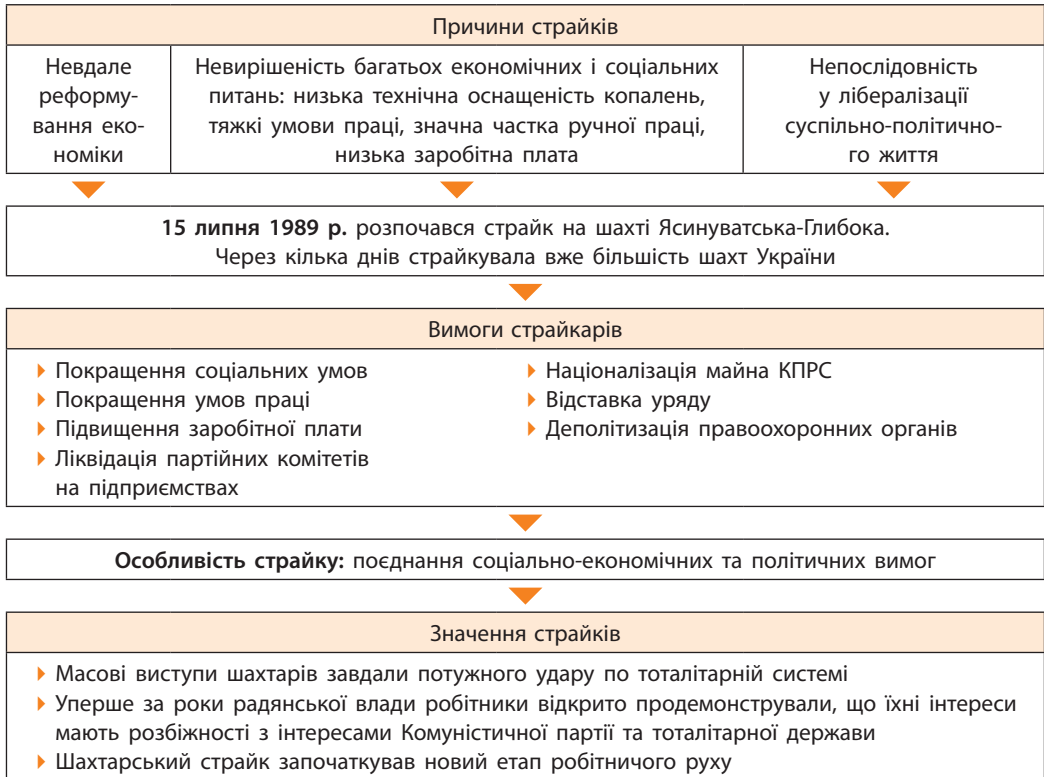 Причини страйків
Невдале
реформу-
вання еко-
номіки
Невирішеність багатьох економічних і соціальних
питань: низька технічна оснащеність копалень,
тяжкі умови праці, значна частка ручної праці,
низька заробітна плата
Непослідовність
у лібералізації
суспільно-політично-
го життя
15 липня 1989 р. розпочався страйк на шахті Ясинуватська-Глибока.
Через кілька днів страйкувала вже більшість шахт України
Вимоги страйкарів
Покращення соціальних умов
Покращення умов праці
Підвищення заробітної плати
Ліквідація партійних комітетів
на підприємствах
Націоналізація майна КПРС
Відставка уряду
Деполітизація правоохоронних органів
Особливість страйку: поєднання соціально-економічних та політичних вимог
Значення страйків
Масові виступи шахтарів завдали потужного удару по тоталітарній системі
Уперше за роки радянської влади робітники відкрито продемонстрували, що їхні інтереси
мають розбіжності з інтересами Комуністичної партії та тоталітарної держави
Шахтарський страйк започаткував новий етап робітничого руху